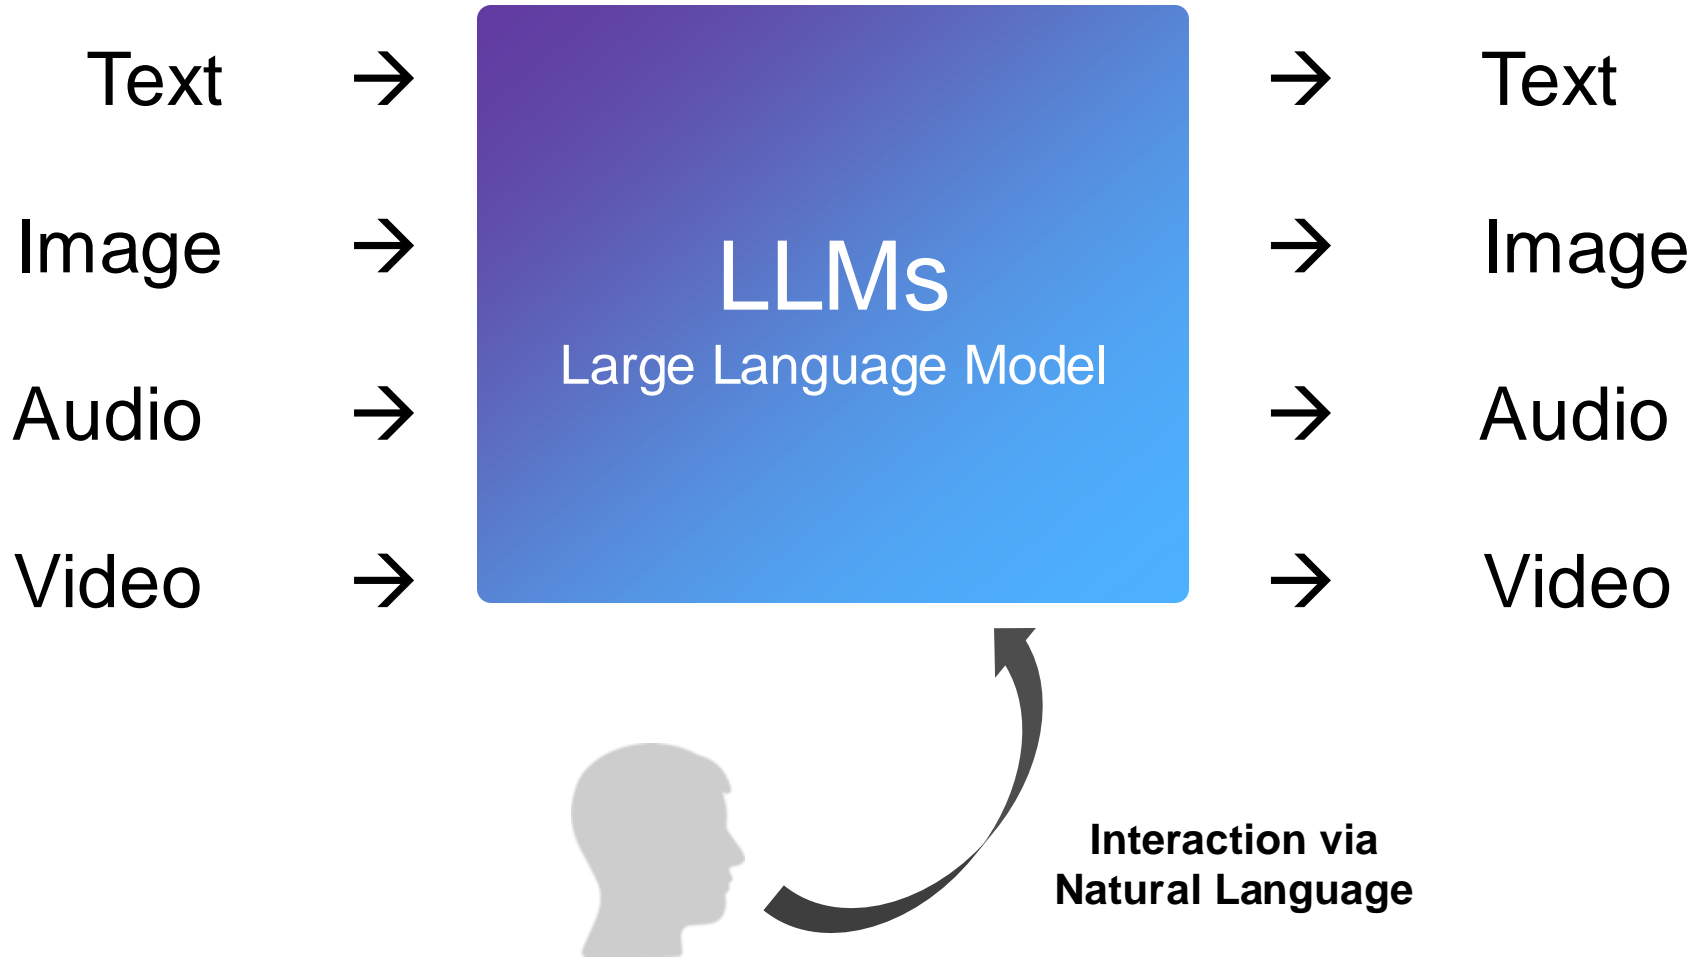 Text → → Text
Image → → Image
LLMs
Large Language Model
Audio → → Audio
Video → → Video
Interaction via
Natural Language